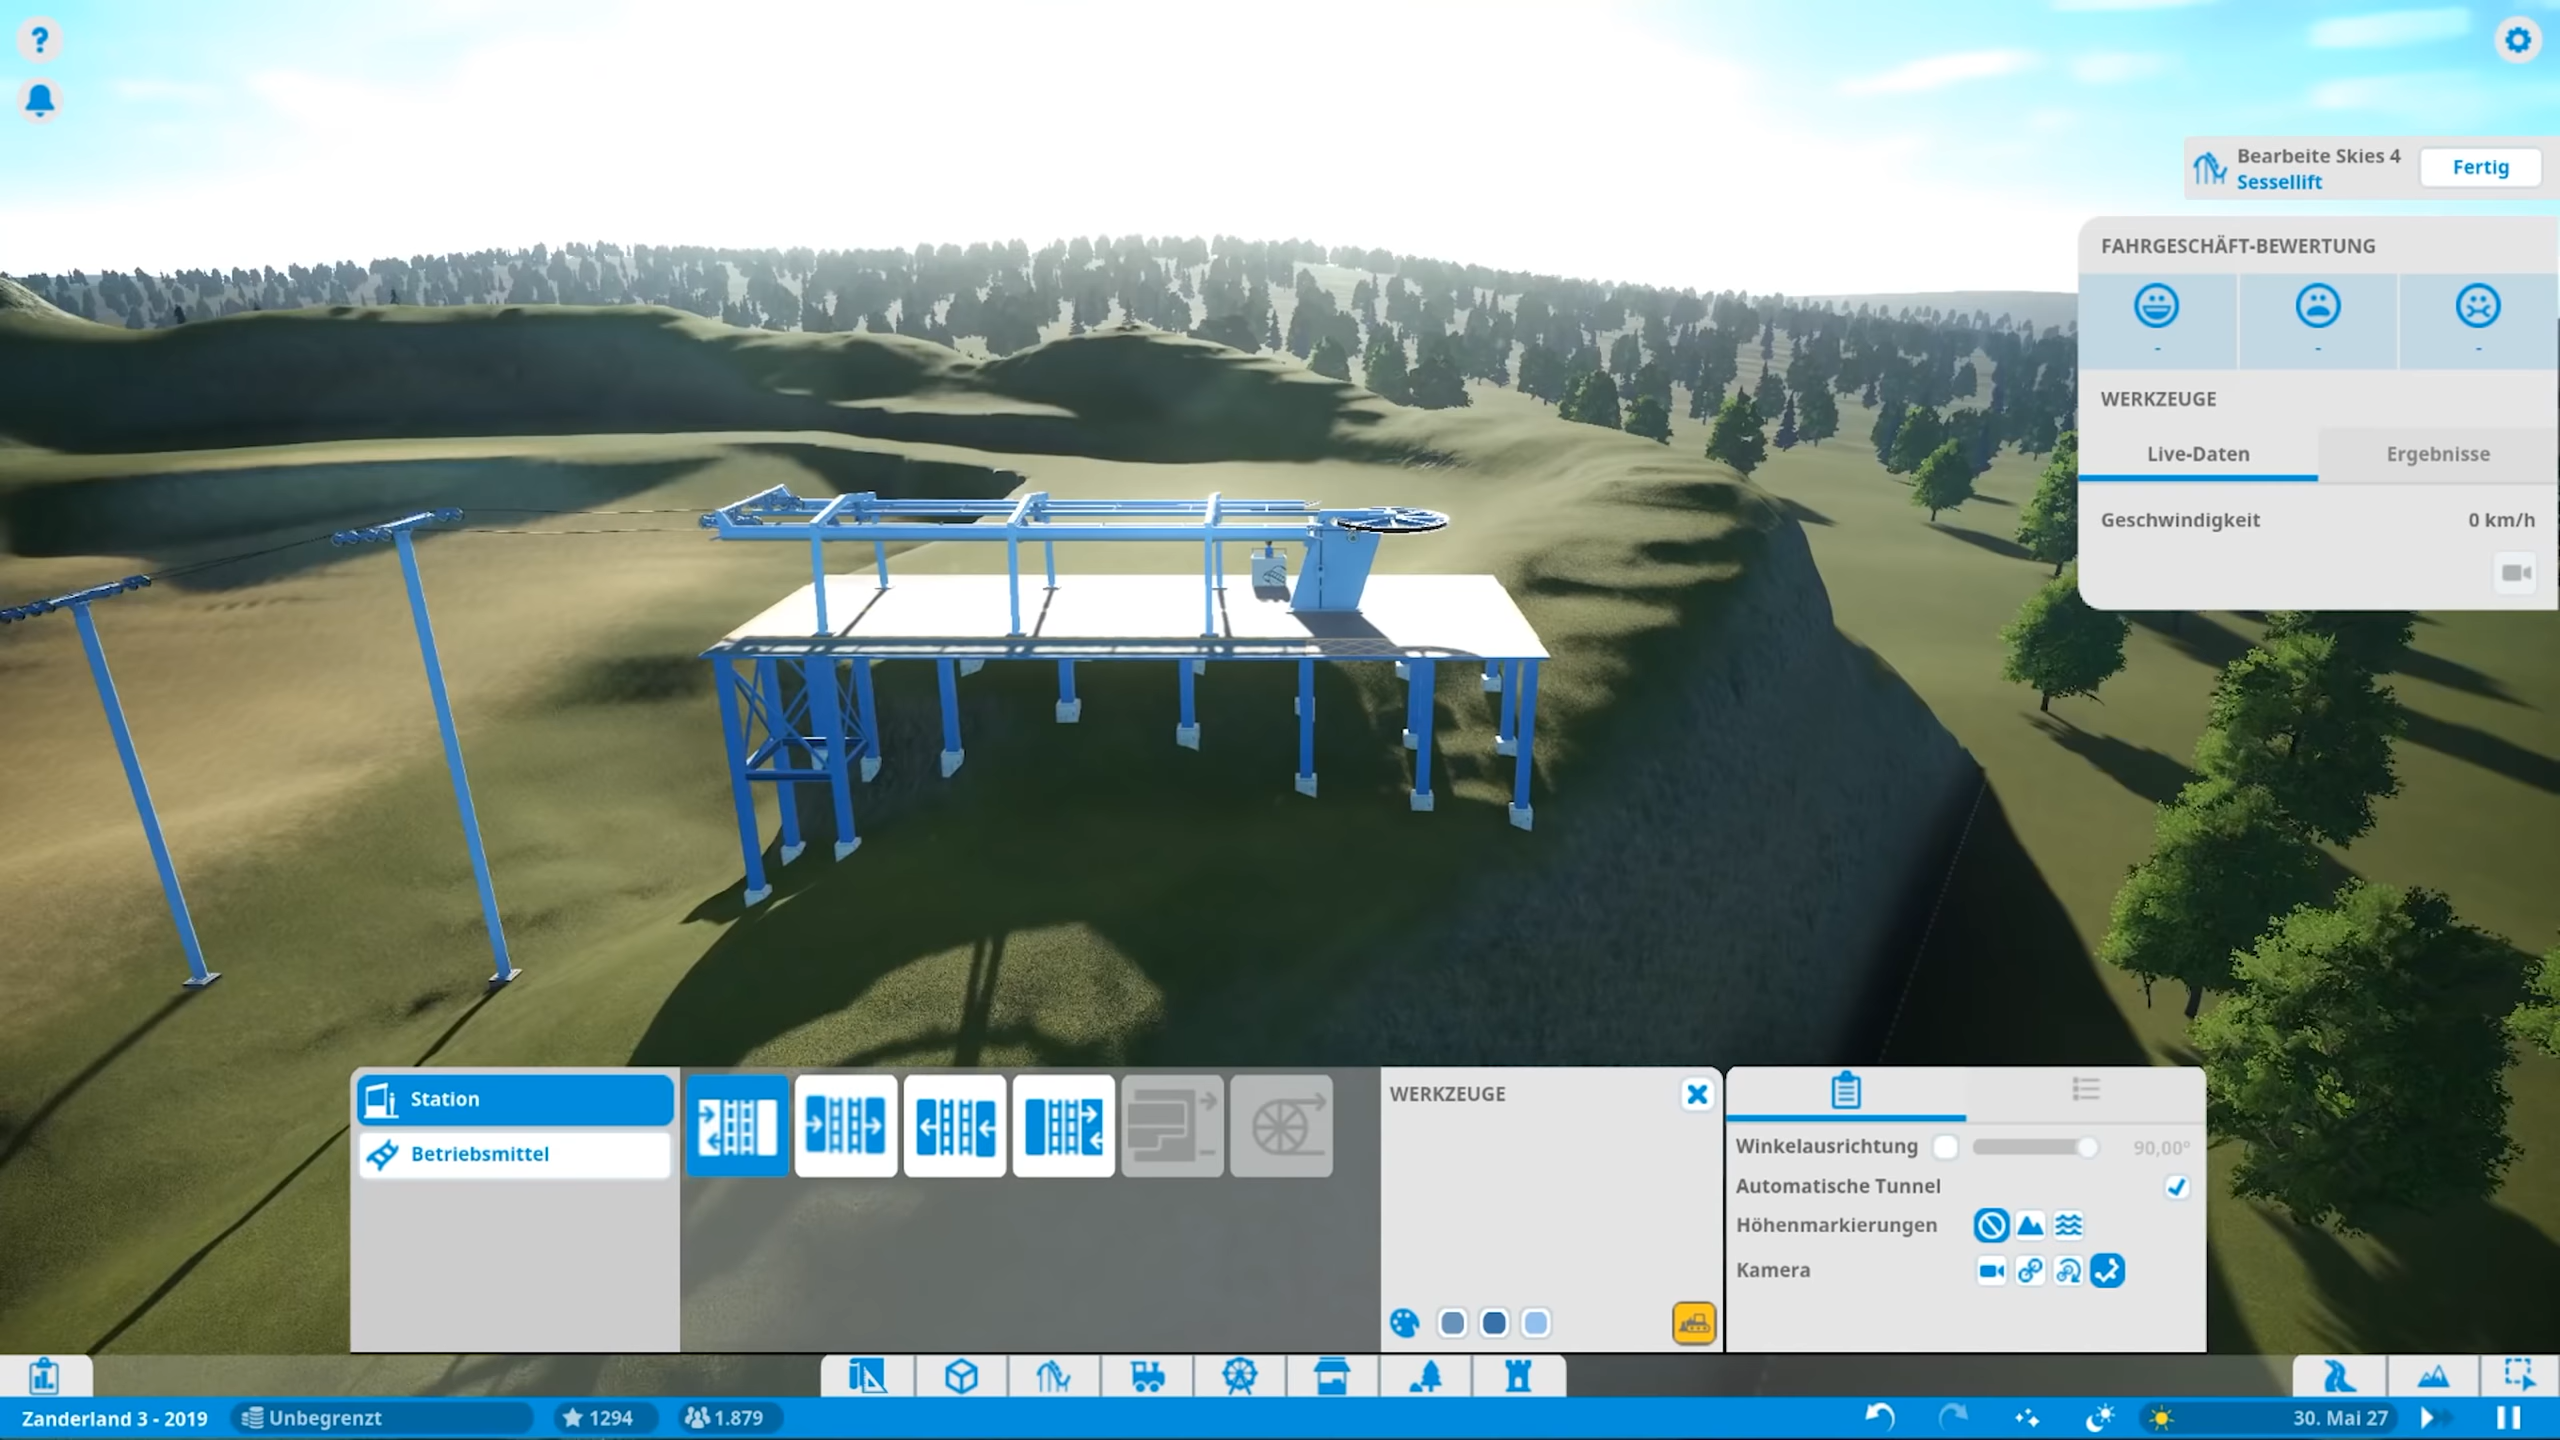 Bearbeite Skies 4
Sessellift
Fertig
FAHRGESCHÄFT-BEWERTUNG
-
-
-
WERKZEUGE
Live-Daten
Ergebnisse
Geschwindigkeit
0 km/h
Station
Betriebsmittel
WERKZEUGE
Winkelausrichtung
90,00°
Automatische Tunnel
Höhenmarkierungen
Kamera
Zanderland 3 - 2019
Unbegrenzt
1294
1.879
30. Mai 27